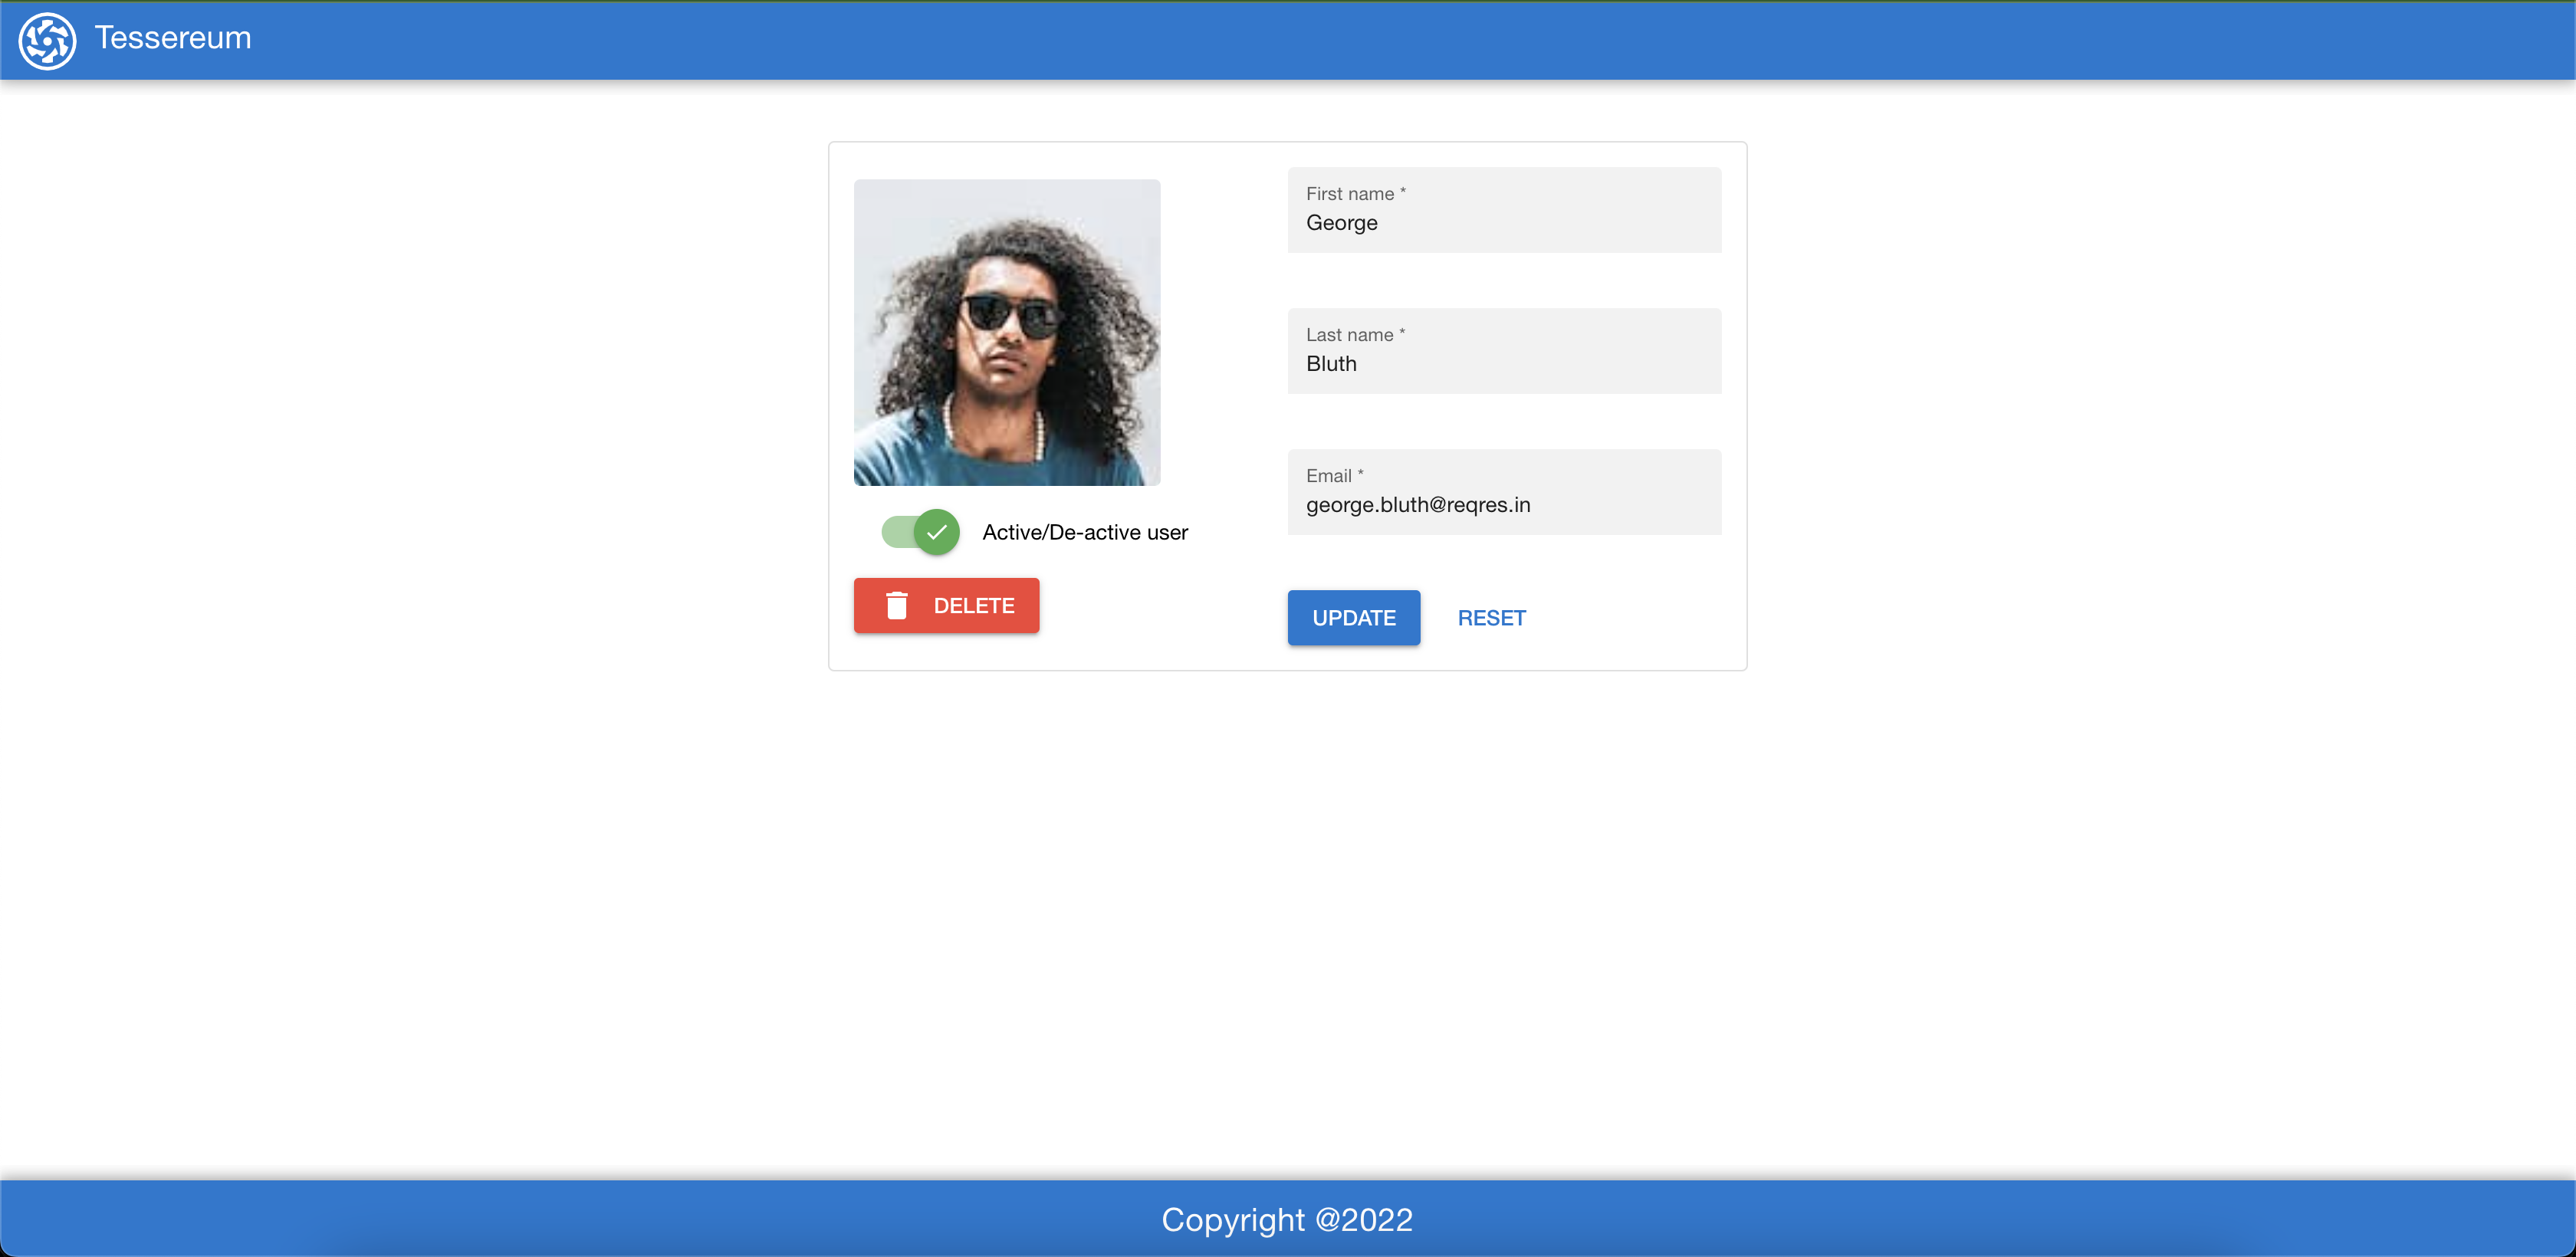 Tessereum
First name *
George
Last name *
Bluth
Email *
george.bluth@reqres.in
Active/De-active user
DELETE
UPDATE
RESET
Copyright @2022